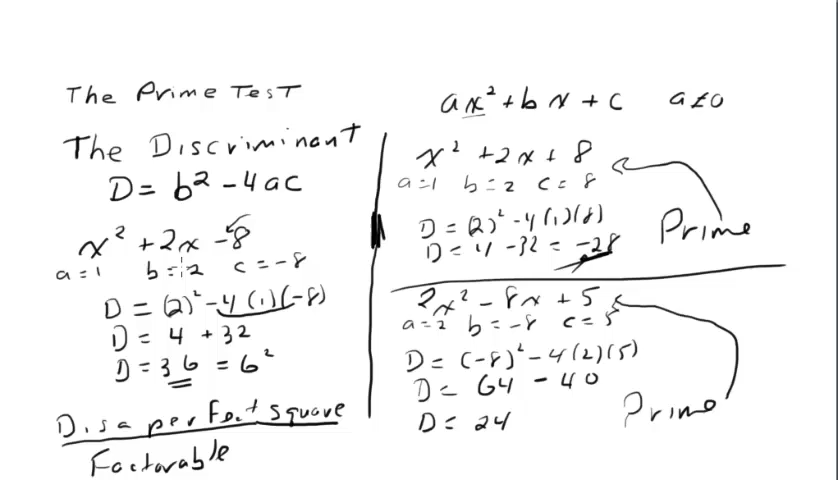 The Prime Test
The Discriminant
D = b² - 4ac
x² + 2x - 8
a = 1 b = 2 c = -8
D = (2)² - 4(1)(-8)
D = 4 + 32
D = 36 = 6²
D is a perfect square
Factorable
ax² + bx + c a ≠ 0
x² + 2x + 8
a = 1 b = 2 c = 8
D = (2)² - 4(1)(8)
D = 4 - 32 = -28
Prime
2x² - 8x + 5
a = 2 b = -8 c = 5
D = (-8)² - 4(2)(5)
D = 64 - 40
D = 24
Prime